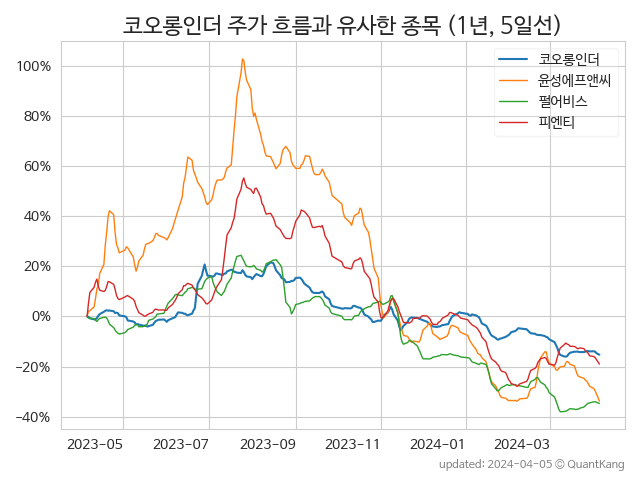 코오롱인더 주가 흐름과 유사한 종목 (1년, 5일선)
코오롱인더
윤성에프앤씨
펄어비스
피엔티
100%
80%
60%
40%
20%
0%
−20%
−40%
2023-05
2023-07
2023-09
2023-11
2024-01
2024-03
updated: 2024-04-05 © QuantKang